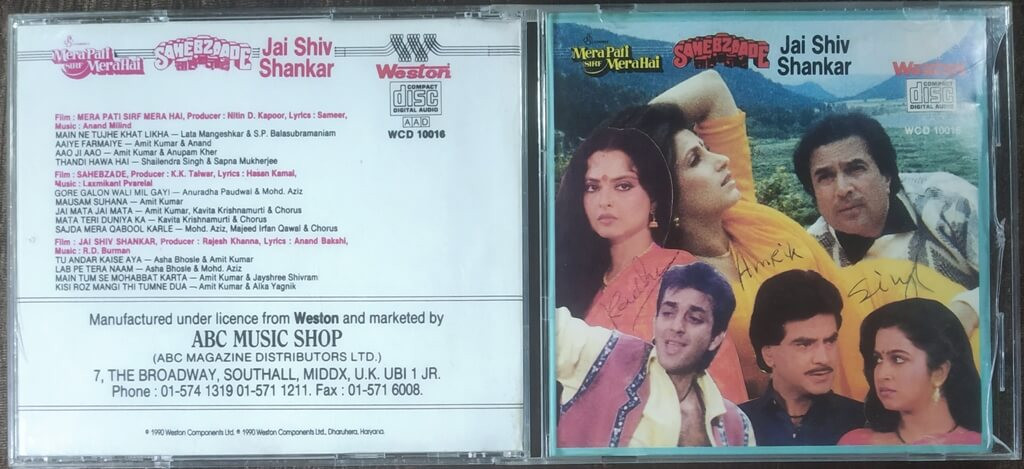 Mera Pati
SIRF Mera Hai
SAHEBZAADE
Jai Shiv
Shankar
Weston
COMPACT
disc
DIGITAL AUDIO
AAD
WCD 10016
Film : MERA PATI SIRF MERA HAI, Producer : Nitin D. Kapoor, Lyrics : Sameer,
Music : Anand Milind
MAIN NE TUJHE KHAT LIKHA — Lata Mangeshkar & S.P. Balasubramaniam
AAIYE FARMAIYE — Amit Kumar & Anand
AAO JI AAO — Amit Kumar & Anupam Kher
THANDI HAWA HAI — Shailendra Singh & Sapna Mukherjee
Film : SAHEBZADE, Producer : K.K. Talwar, Lyrics : Hasan Kamal,
Music : Laxmikant Pyarelal
GORE GALON WALI MIL GAYI — Anuradha Paudwal & Mohd. Aziz
MAUSAM SUHANA — Amit Kumar
JAI MATA JAI MATA — Amit Kumar, Kavita Krishnamurti & Chorus
MATA TERI DUNIYA KA — Kavita Krishnamurti & Chorus
SAJDA MERA QABOOL KARLE — Mohd. Aziz, Majeed Irfan Qawal & Chorus
Film : JAI SHIV SHANKAR, Producer : Rajesh Khanna, Lyrics : Anand Bakshi,
Music : R.D. Burman
TU ANDAR KAISE AYA — Asha Bhosle & Amit Kumar
LAB PE TERA NAAM — Asha Bhosle & Mohd. Aziz
MAIN TUM SE MOHABBAT KARTA — Amit Kumar & Jayshree Shivram
KISI ROZ MANGI THI TUMNE DUA — Amit Kumar & Alka Yagnik
Manufactured under licence from Weston and marketed by
ABC MUSIC SHOP
(ABC MAGAZINE DISTRIBUTORS LTD.)
7, THE BROADWAY, SOUTHALL, MIDDX, U.K. UB1 1 JR.
Phone : 01-574 1319 01-571 1211. Fax : 01-571 6008.
℗ 1990 Weston Components Ltd. © 1990 Weston Components Ltd., Dharuhera, Haryana.
Mera Pati
SIRF Mera Hai
SAHEBZAADE
Jai Shiv
Shankar
Weston
COMPACT
disc
DIGITAL AUDIO
WCD 10016
AMRIK